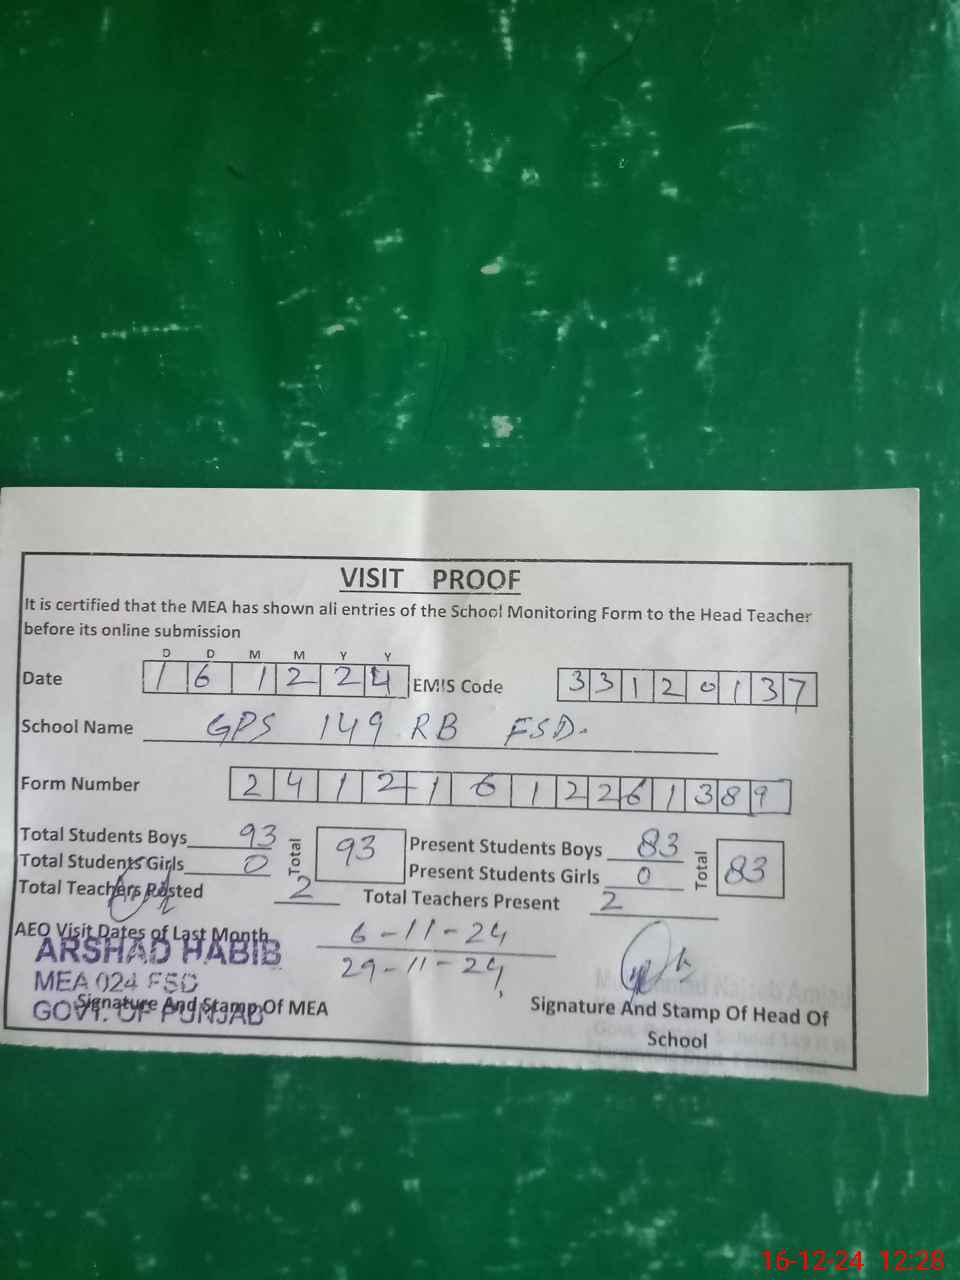 VISIT PROOF
It is certified that the MEA has shown all entries of the School Monitoring Form to the Head Teacher
before its online submission
D D M M Y Y
Date 1 6 1 2 2 4 EMIS Code 3 3 1 2 0 1 3 7
School Name GPS 149 RB FSD.
Form Number 2 4 1 2 1 6 1 2 2 6 1 3 8 9
Total Students Boys 93 Total 93 Present Students Boys 83 Total 83
Total Students Girls 0 Present Students Girls 0
Total Teachers Posted 2 Total Teachers Present 2
AEO Visit Dates of Last Month 6-11-24
29-11-24
ARSHAD HABIB
MEA 024 FSD
GOVT. OF PUNJAB
Signature And Stamp Of MEA
Signature And Stamp Of Head Of
School
16-12-24 12:28